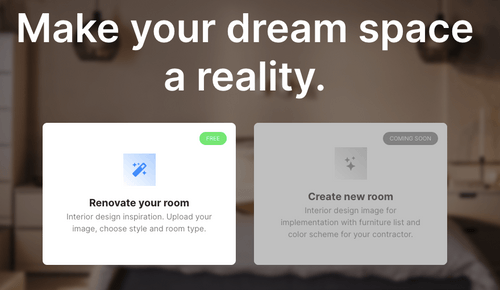 Make your dream space
a reality.
FREE
Renovate your room
Interior design inspiration. Upload your
image, choose style and room type.
COMING SOON
Create new room
Interior design image for
implementation with furniture list and
color scheme for your contractor.